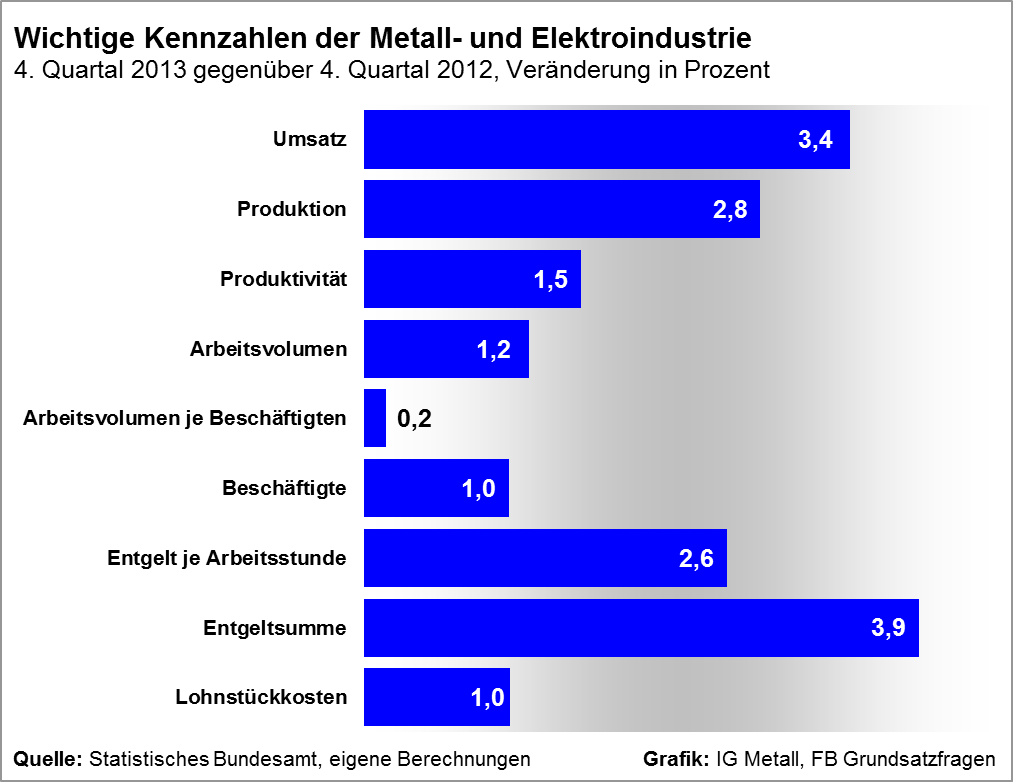 Wichtige Kennzahlen der Metall- und Elektroindustrie
4. Quartal 2013 gegenüber 4. Quartal 2012, Veränderung in Prozent
Umsatz 3,4
Produktion 2,8
Produktivität 1,5
Arbeitsvolumen 1,2
Arbeitsvolumen je Beschäftigten 0,2
Beschäftigte 1,0
Entgelt je Arbeitsstunde 2,6
Entgeltsumme 3,9
Lohnstückkosten 1,0
Quelle: Statistisches Bundesamt, eigene Berechnungen Grafik: IG Metall, FB Grundsatzfragen